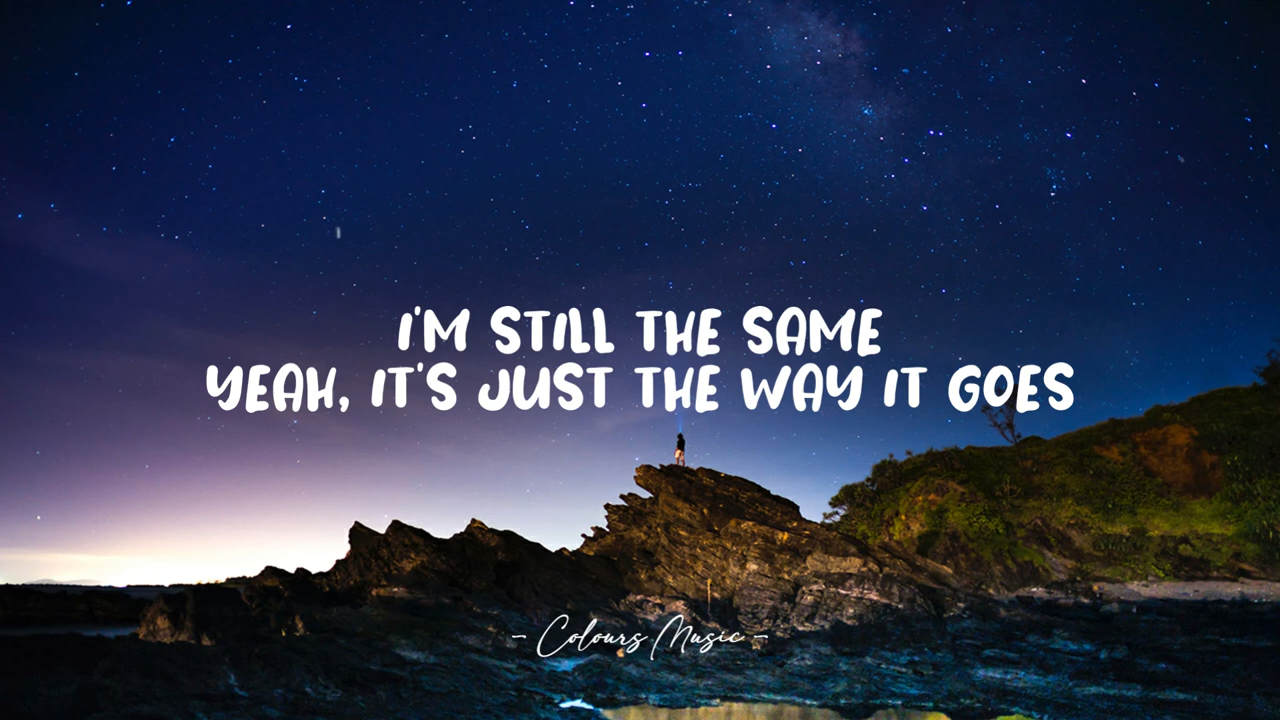 I'M STILL THE SAME
YEAH, IT'S JUST THE WAY IT GOES
- Colours Music -